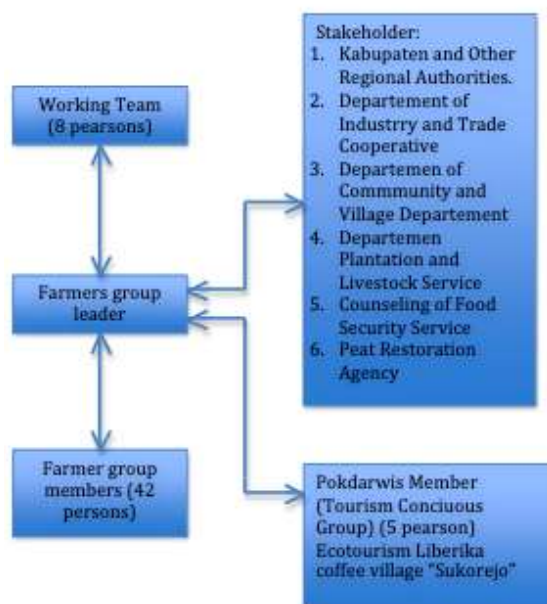 Working Team
(8 pearsons)
Farmers group
leader
Farmer group
members (42
persons)
Stakeholder:
1. Kabupaten and Other
Regional Authorities.
2. Departement of
Industrry and Trade
Cooperative
3. Departemen of
Commmunity and
Village Departement
4. Departemen
Plantation and
Livestock Service
5. Counseling of Food
Security Service
6. Peat Restoration
Agency
Pokdarwis Member
(Tourism Conciuous
Group) (5 pearson)
Ecotourism Liberika
coffee village "Sukorejo"